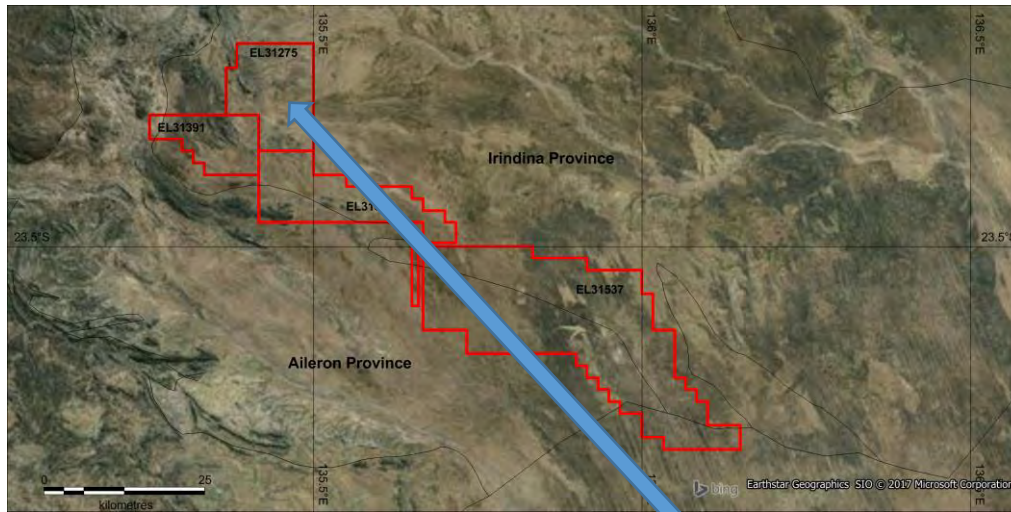 135.5°E
136°E
136.5°E
EL31275
EL31391
Irindina Province
EL31
23.5°S
23.5°
EL31537
Aileron Province
0 25
kilometres
135.5°E
bing
Earthstar Geographics SIO © 2017 Microsoft Corporation